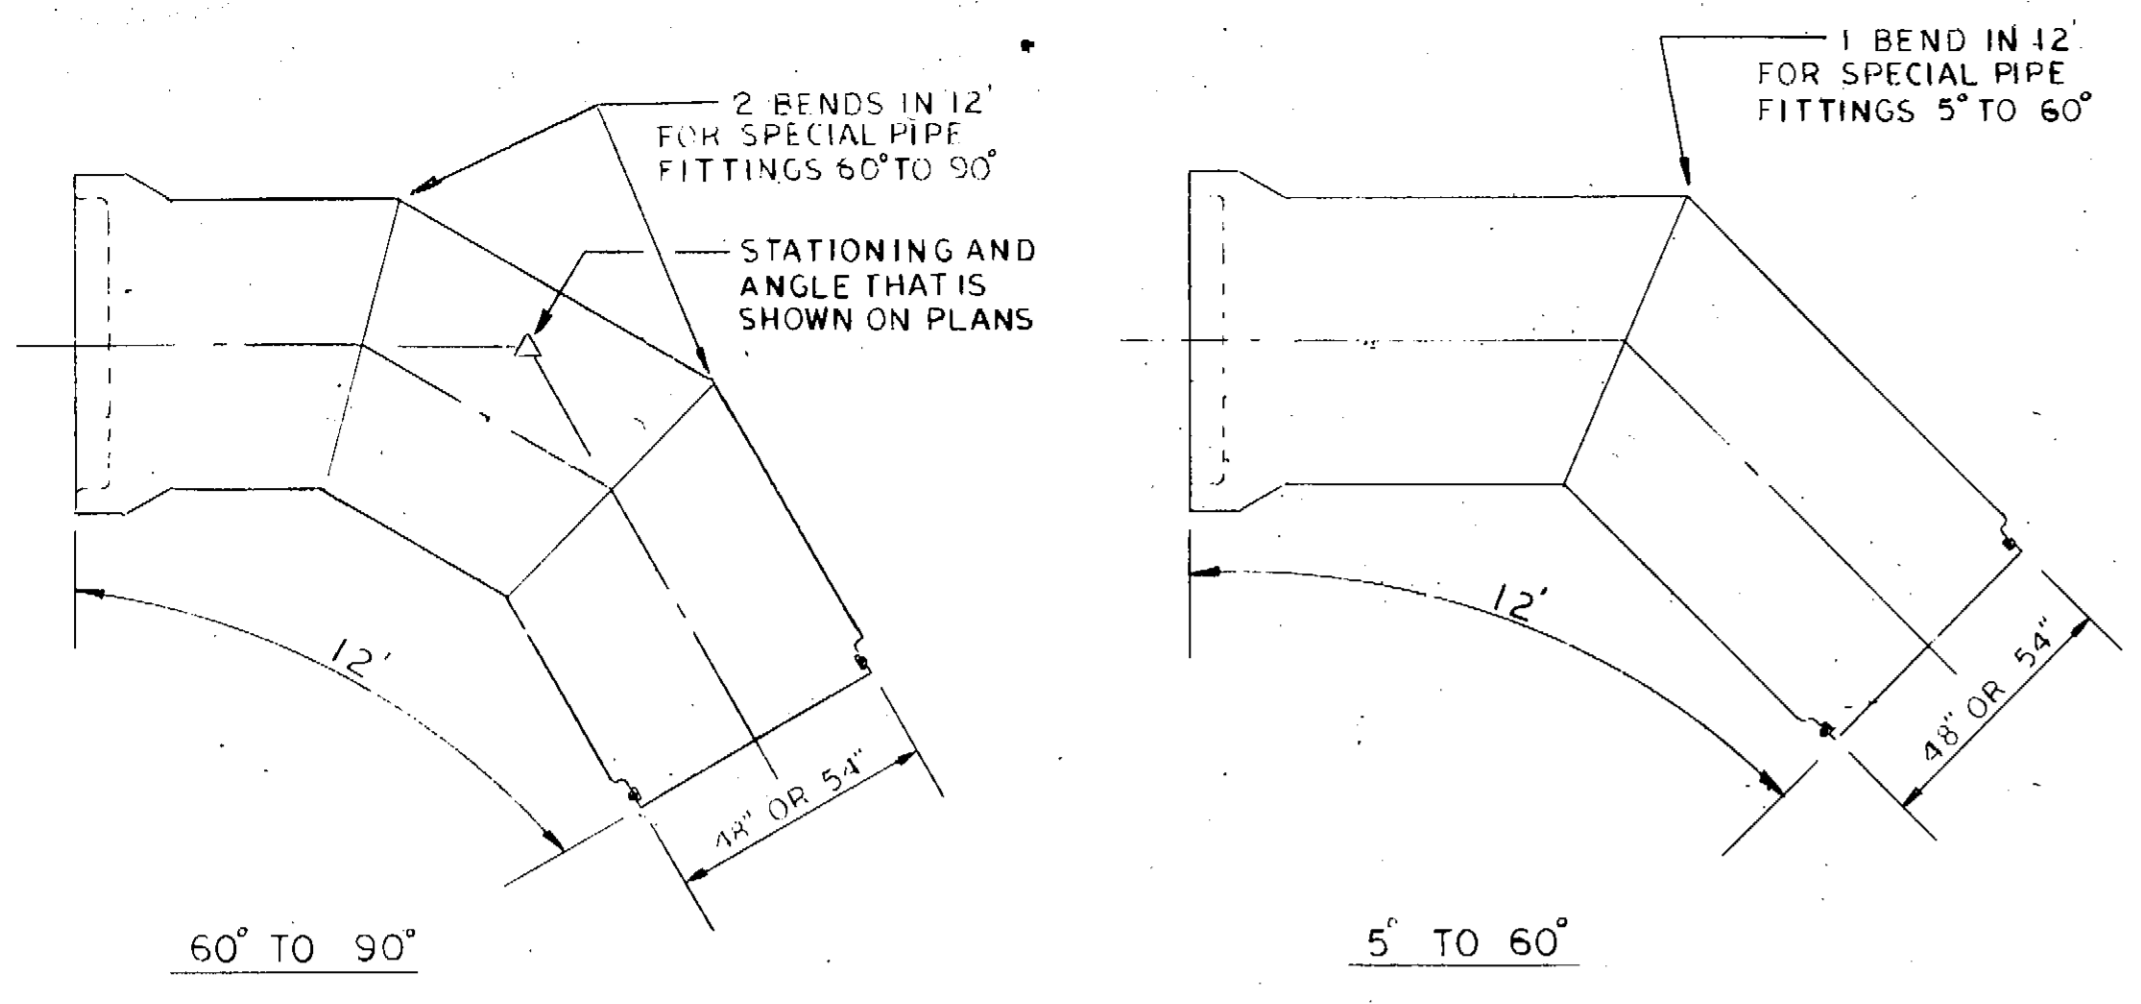 2 BENDS IN 12'
FOR SPECIAL PIPE
FITTINGS 60° TO 90°
STATIONING AND
ANGLE THAT IS
SHOWN ON PLANS
12'
48" OR 54"
60° TO 90°
1 BEND IN 12'
FOR SPECIAL PIPE
FITTINGS 5° TO 60°
12'
48" OR 54"
5° TO 60°